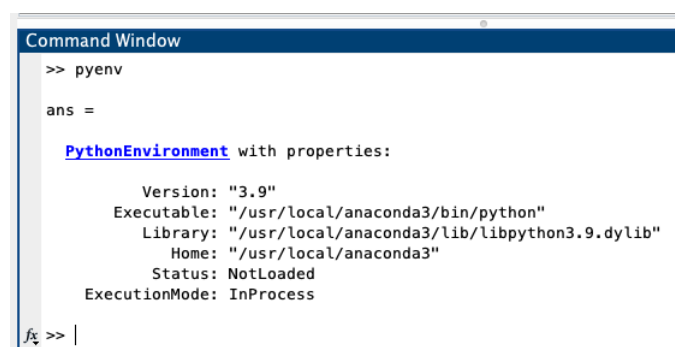 Command Window
>> pyenv
ans =
PythonEnvironment with properties:
Version: "3.9"
Executable: "/usr/local/anaconda3/bin/python"
Library: "/usr/local/anaconda3/lib/libpython3.9.dylib"
Home: "/usr/local/anaconda3"
Status: NotLoaded
ExecutionMode: InProcess
fx >>